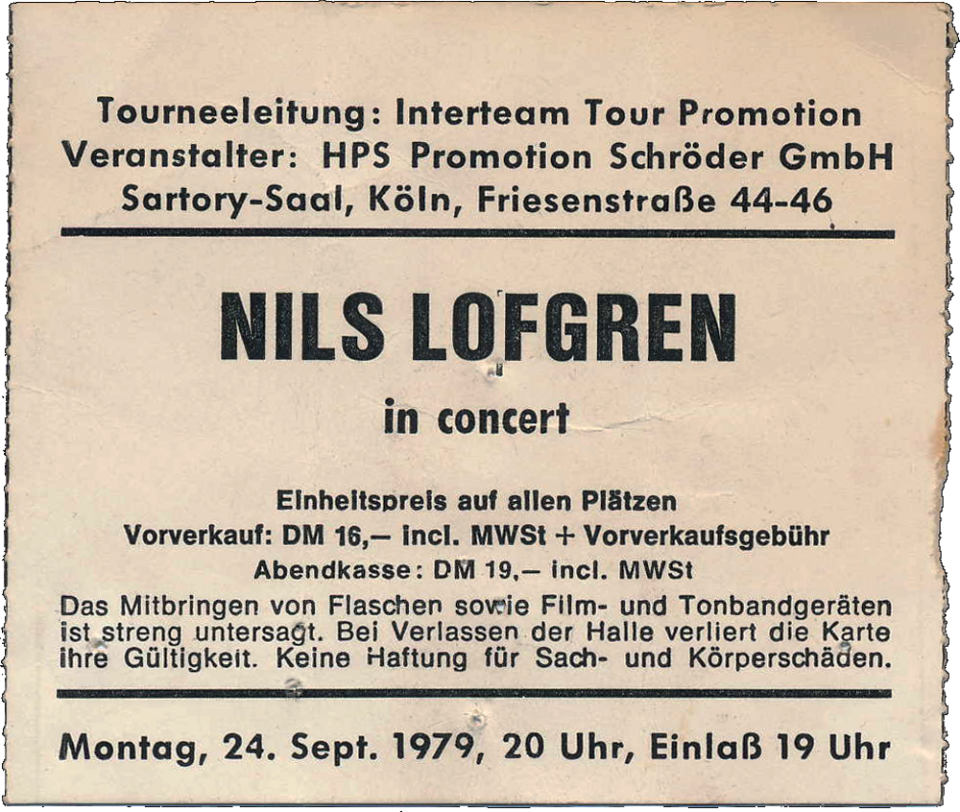 Tourneeleitung: Interteam Tour Promotion
Veranstalter: HPS Promotion Schröder GmbH
Sartory-Saal, Köln, Friesenstraße 44-46
NILS LOFGREN
in concert
Einheitspreis auf allen Plätzen
Vorverkauf: DM 16,— incl. MWSt + Vorverkaufsgebühr
Abendkasse: DM 19,— incl. MWSt
Das Mitbringen von Flaschen sowie Film- und Tonbandgeräten
ist streng untersagt. Bei Verlassen der Halle verliert die Karte
ihre Gültigkeit. Keine Haftung für Sach- und Körperschäden.
Montag, 24. Sept. 1979, 20 Uhr, Einlaß 19 Uhr